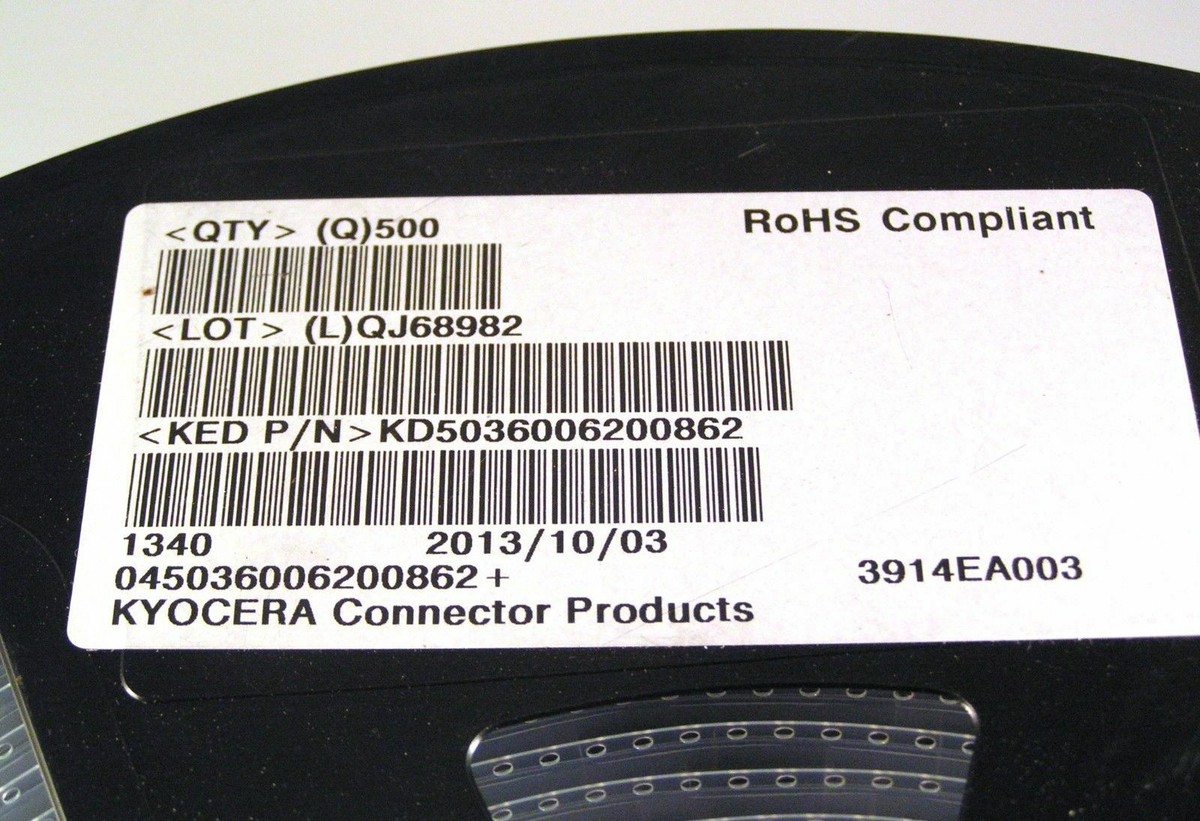 <QTY> (Q)500
RoHS Compliant
<LOT> (L)QJ68982
<KED P/N>KD5036006200862
1340 2013/10/03
045036006200862+
3914EA003
KYOCERA Connector Products